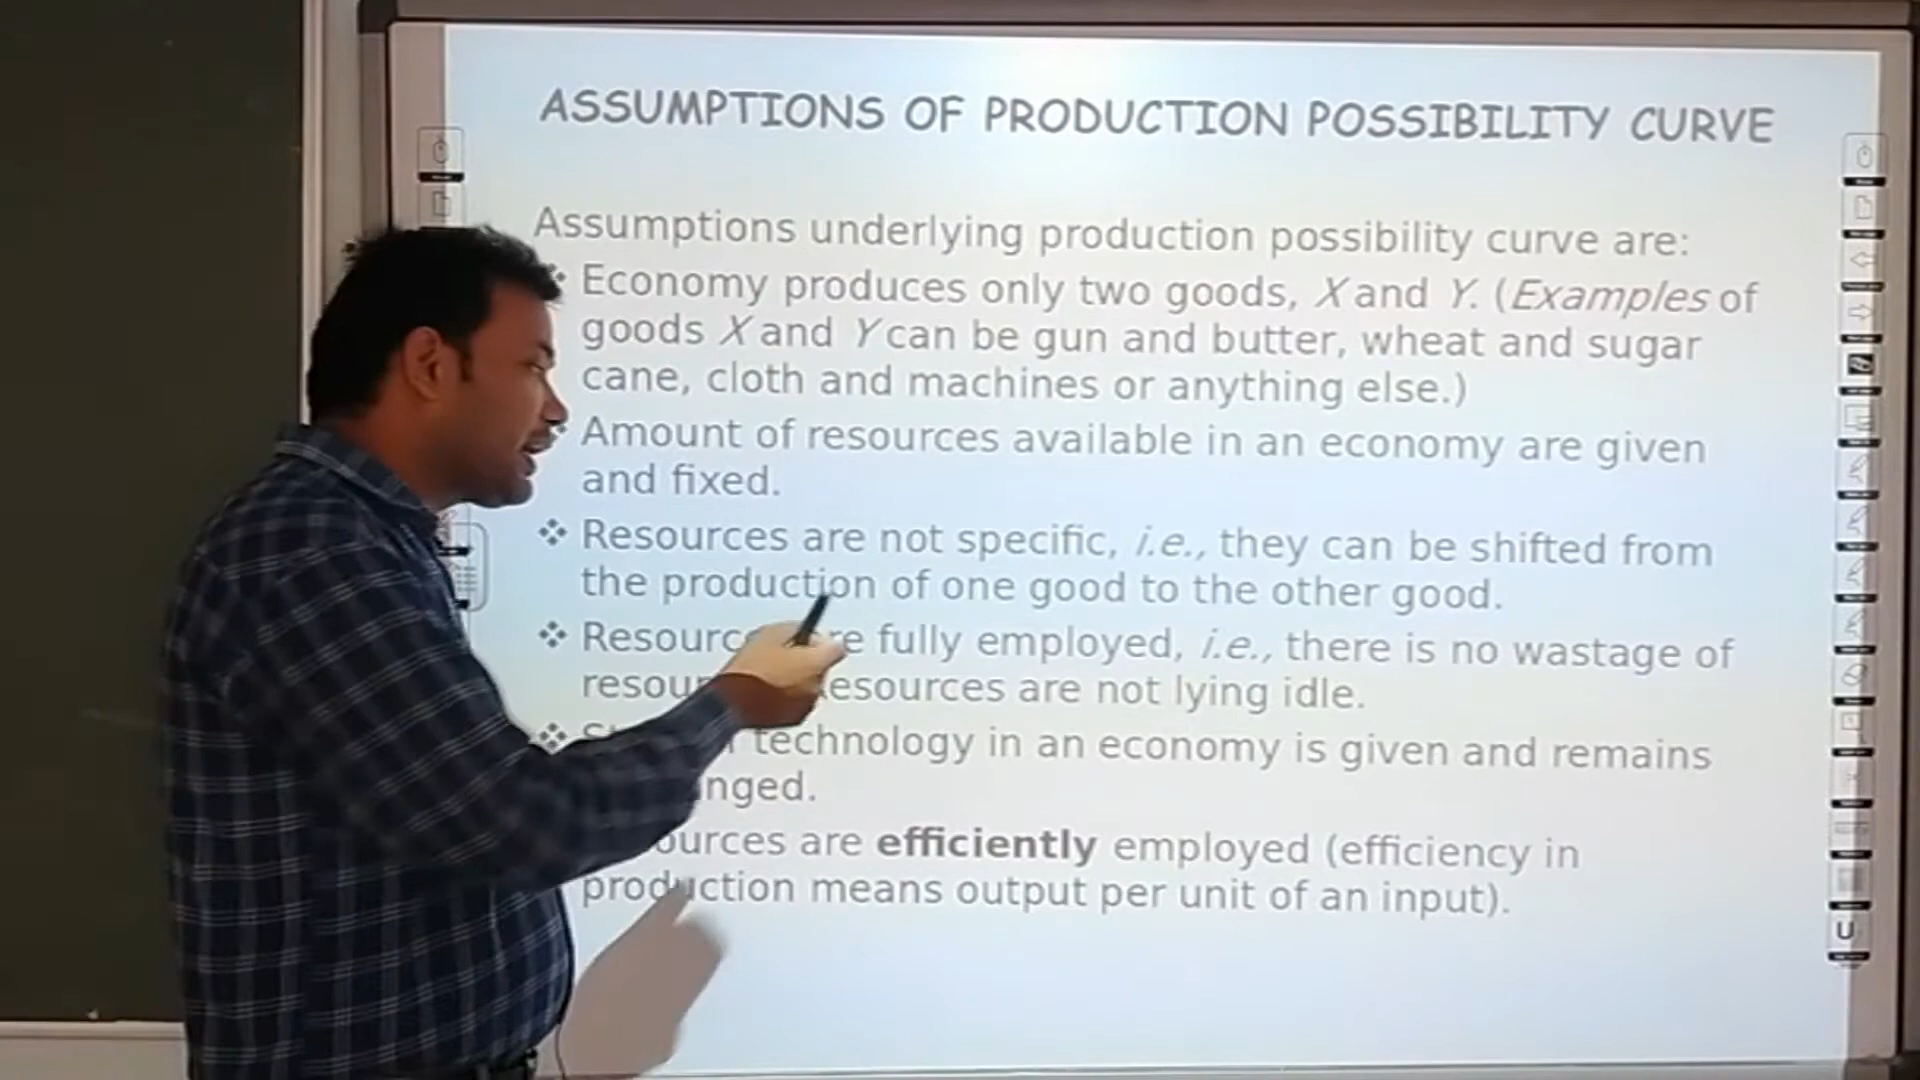 ASSUMPTIONS OF PRODUCTION POSSIBILITY CURVE
Assumptions underlying production possibility curve are:
❖ Economy produces only two goods, X and Y. (Examples of
goods X and Y can be gun and butter, wheat and sugar
cane, cloth and machines or anything else.)
Amount of resources available in an economy are given
and fixed.
❖ Resources are not specific, i.e., they can be shifted from
the production of one good to the other good.
❖ fully employed, i.e., there is no wastage of
are not lying idle.
❖ technology in an economy is given and remains
are efficiently employed (efficiency in
production means output per unit of an input).
U